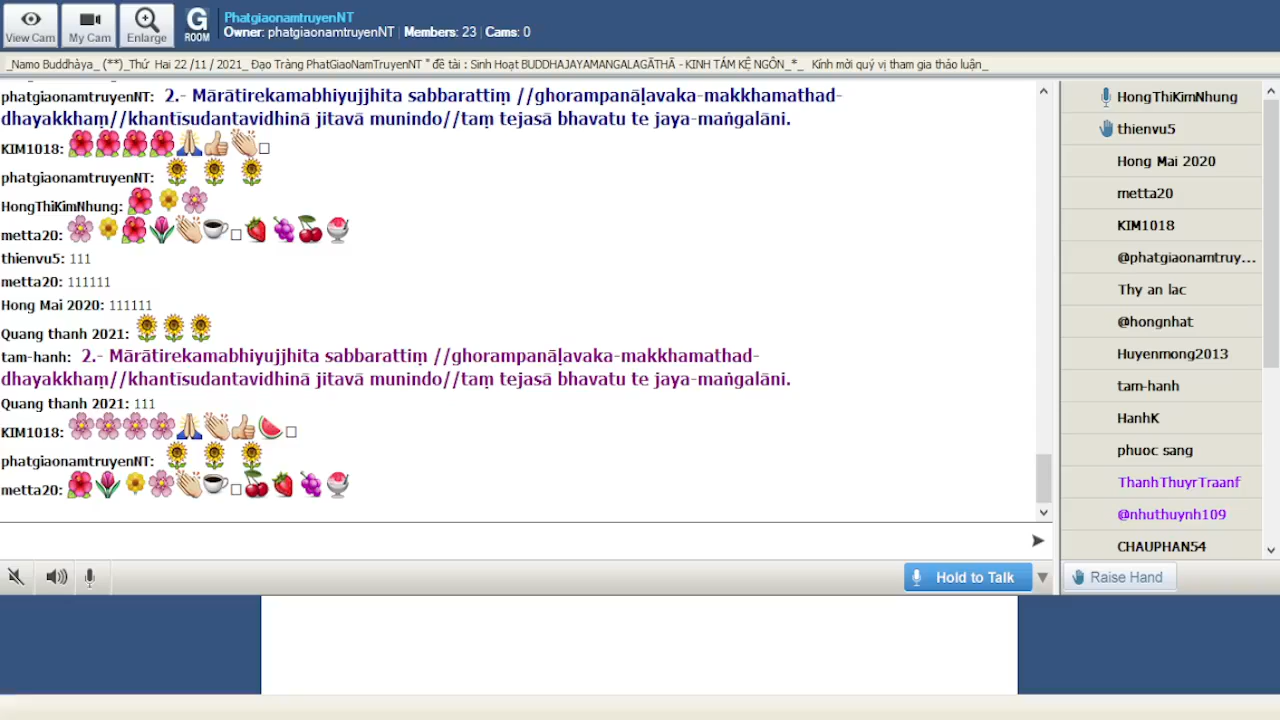 View Cam
My Cam
Enlarge
G
ROOM
PhatgiaonamtruyenNT
Owner: phatgiaonamtruyenNT | Members: 23 | Cams: 0
_Namo Buddhàya_ (**)_Thứ Hai 22 /11 / 2021_ Đạo Tràng PhatGiaoNamTruyenNT " đề tài : Sinh Hoạt BUDDHAJAYAMANGALAGĀTHĀ - KINH TÁM KỆ NGÔN_*_ Kính mời quý vị tham gia thảo luận_
phatgiaonamtruyenNT: 2.- Mārātirekamabhiyujjhita sabbarattiṃ //ghorampanāḷavaka-makkhamathad-
dhayakkhaṃ//khantīsudantavidhinā jitavā munindo//taṃ tejasā bhavatu te jaya-maṅgalāni.
KIM1018:
phatgiaonamtruyenNT:
HongThiKimNhung:
metta20:
thienvu5: 111
metta20: 111111
Hong Mai 2020: 111111
Quang thanh 2021:
tam-hanh: 2.- Mārātirekamabhiyujjhita sabbarattiṃ //ghorampanāḷavaka-makkhamathad-
dhayakkhaṃ//khantīsudantavidhinā jitavā munindo//taṃ tejasā bhavatu te jaya-maṅgalāni.
Quang thanh 2021: 111
KIM1018:
phatgiaonamtruyenNT:
metta20:
HongThiKimNhung
thienvu5
Hong Mai 2020
metta20
KIM1018
@phatgiaonamtruy...
Thy an lac
@hongnhat
Huyenmong2013
tam-hanh
HanhK
phuoc sang
ThanhThuyrTraanf
@nhuthuynh109
CHAUPHAN54
Hold to Talk
Raise Hand